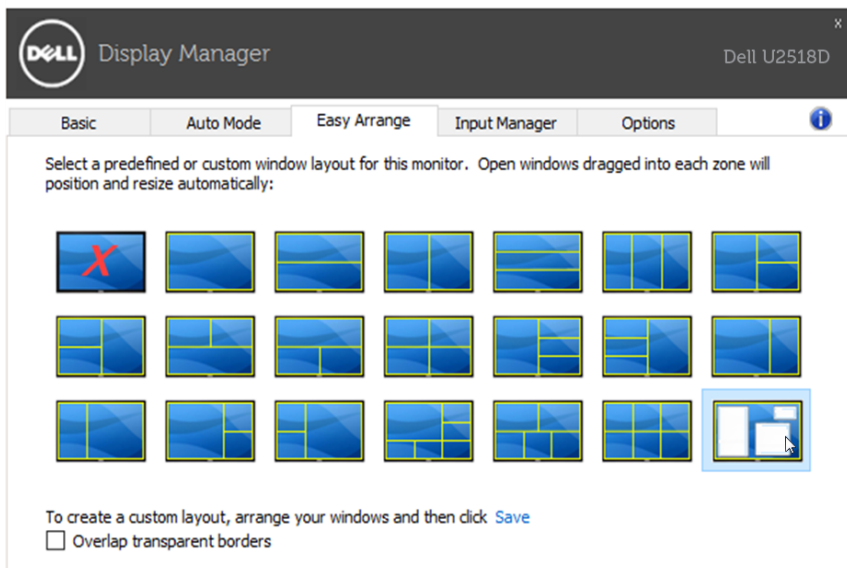 x
DELL
Display Manager
Dell U2518D
Basic
Auto Mode
Easy Arrange
Input Manager
Options
i
Select a predefined or custom window layout for this monitor. Open windows dragged into each zone will
position and resize automatically:
X
To create a custom layout, arrange your windows and then click Save
Overlap transparent borders